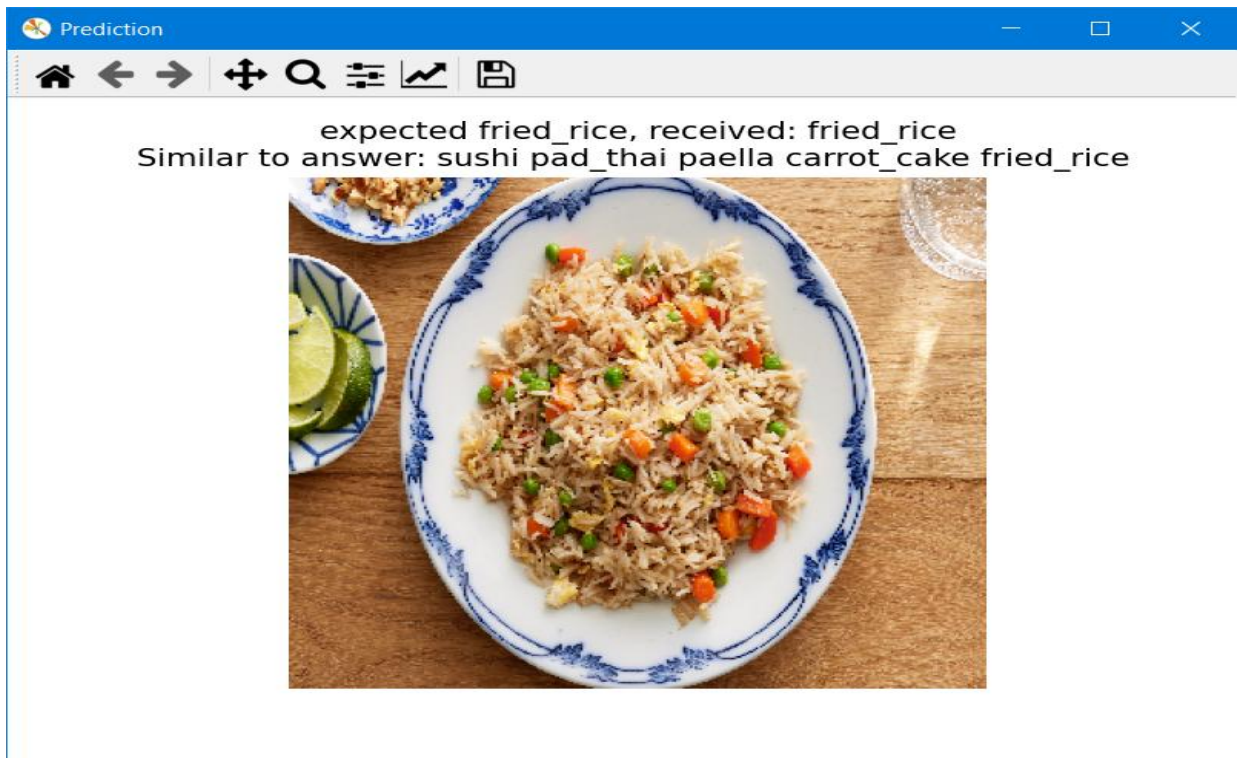 Prediction
expected fried_rice, received: fried_rice
Similar to answer: sushi pad_thai paella carrot_cake fried_rice